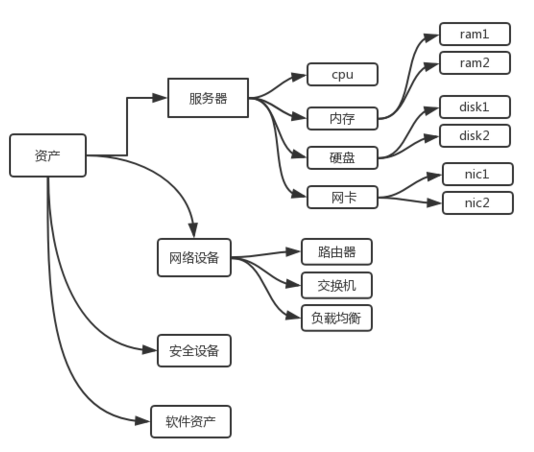 资产
服务器
cpu
内存
ram1
ram2
硬盘
disk1
disk2
网卡
nic1
nic2
网络设备
路由器
交换机
负载均衡
安全设备
软件资产